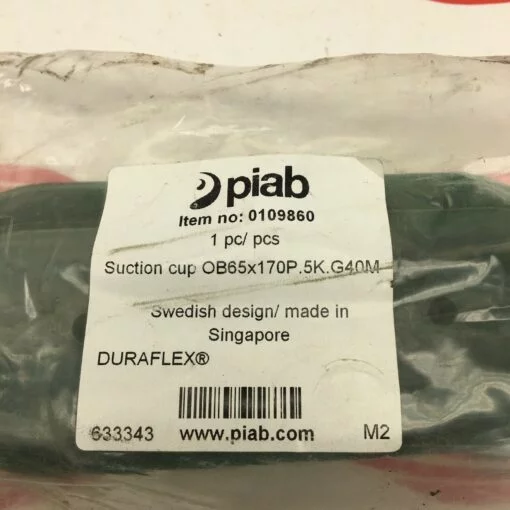 piab
Item no: 0109860
1 pc/ pcs
Suction cup OB65x170P.5K.G40M
Swedish design/ made in
Singapore
DURAFLEX®
633343 www.piab.com M2